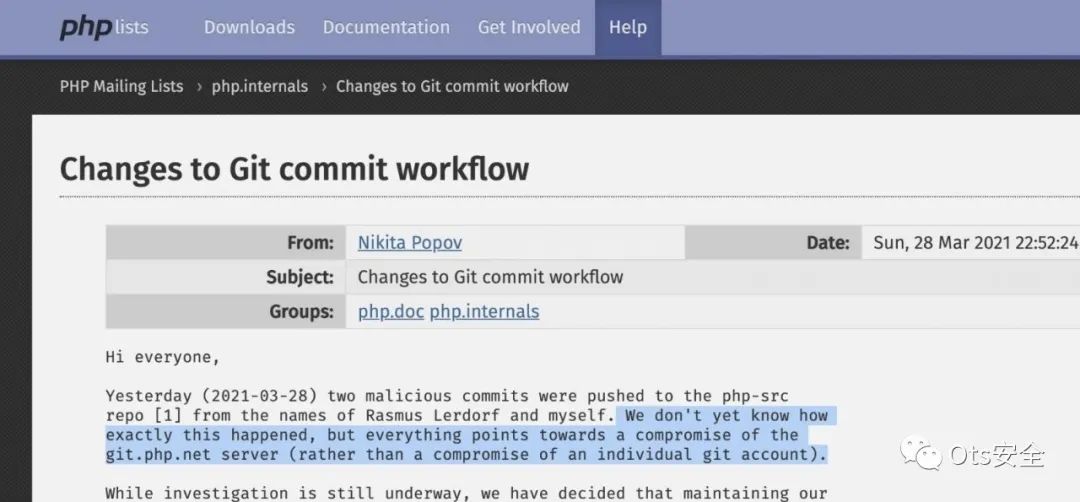 php lists Downloads Documentation Get Involved Help
PHP Mailing Lists › php.internals › Changes to Git commit workflow
Changes to Git commit workflow
From: Nikita Popov Date: Sun, 28 Mar 2021 22:52:24
Subject: Changes to Git commit workflow
Groups: php.doc php.internals
Hi everyone,
Yesterday (2021-03-28) two malicious commits were pushed to the php-src
repo [1] from the names of Rasmus Lerdorf and myself. We don't yet know how
exactly this happened, but everything points towards a compromise of the
git.php.net server (rather than a compromise of an individual git account).
Ots安全
While investigation is still underway, we have decided that maintaining our